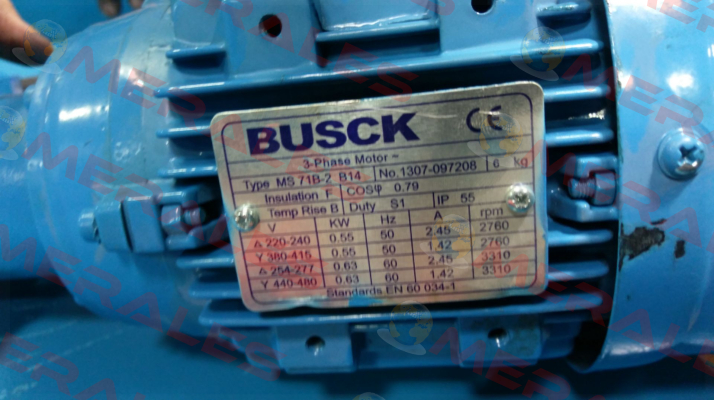 BUSCK CE
3-Phase Motor ~
Type MS 71B-2 B14 No.1307-097208 6 kg
Insulation F COSφ 0.79
Temp Rise B Duty S1 IP 55
V KW Hz A rpm
Δ 220-240 0.55 50 2.45 2760
Y 380-415 0.55 50 1.42 2760
Δ 254-277 0.63 60 2.45 3310
Y 440-480 0.63 60 1.42 3310
Standards EN 60 034-1
MERALES
MERALES
MERALES